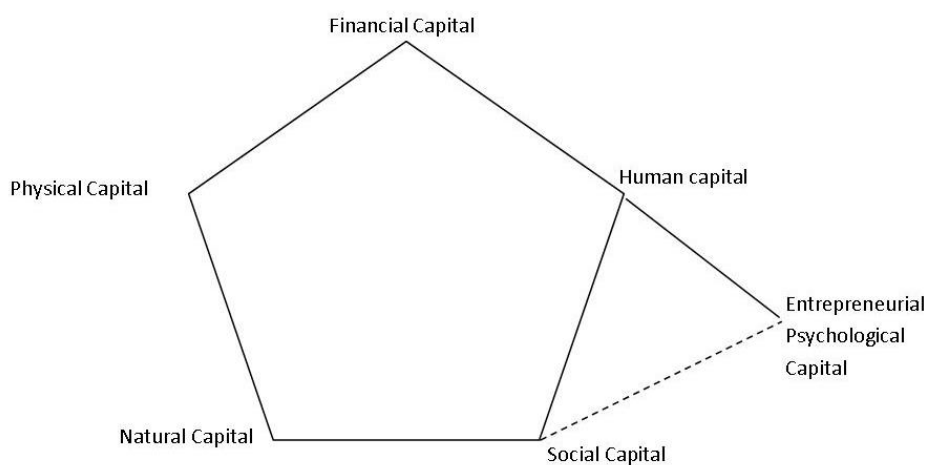 Financial Capital
Physical Capital
Human capital
Entrepreneurial
Psychological
Capital
Natural Capital
Social Capital